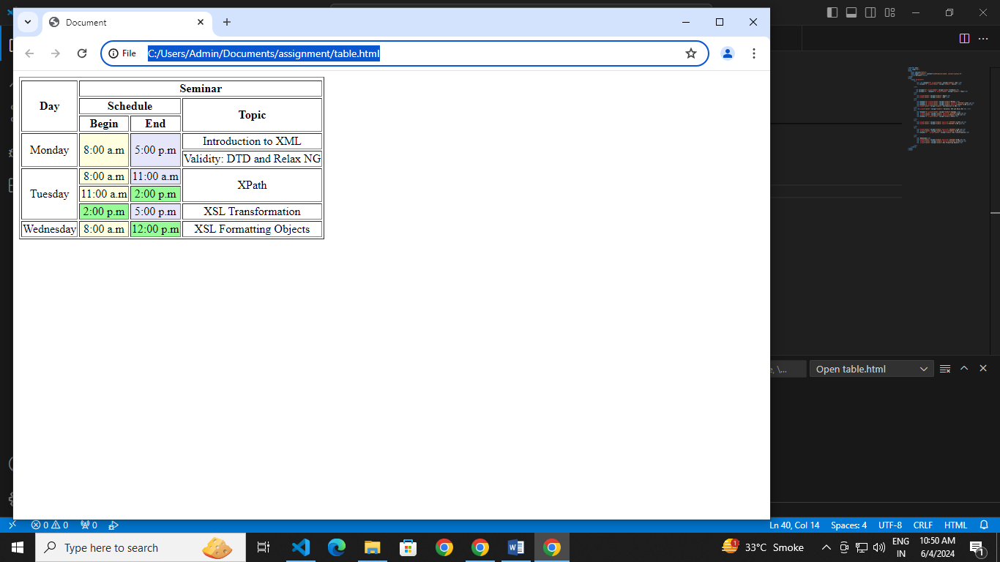 Document
File
C:/Users/Admin/Documents/assignment/table.html
Day
Seminar
Schedule
Topic
Begin
End
Monday
8:00 a.m
5:00 p.m
Introduction to XML
Validity: DTD and Relax NG
Tuesday
8:00 a.m
11:00 a.m
XPath
11:00 a.m
2:00 p.m
2:00 p.m
5:00 p.m
XSL Transformation
Wednesday
8:00 a.m
12:00 p.m
XSL Formatting Objects
Open table.html
0
0
0
Ln 40, Col 14
Spaces: 4
UTF-8
CRLF
HTML
Type here to search
1
33°C Smoke
ENG
IN
10:50 AM
6/4/2024
1